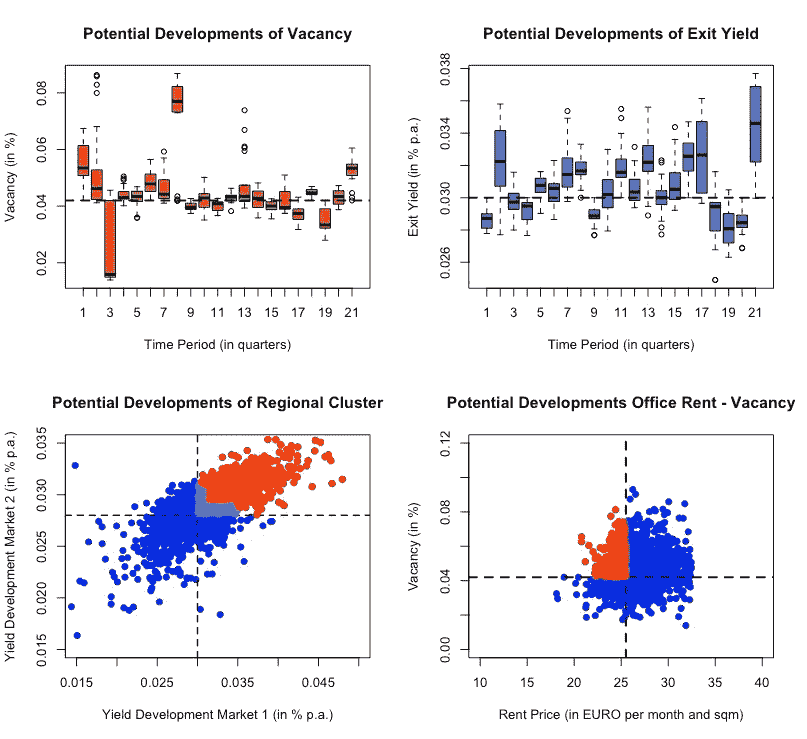 Potential Developments of Vacancy
Vacancy (in %)
0.08
0.06
0.04
0.02
1 3 5 7 9 11 13 15 17 19 21
Time Period (in quarters)
Potential Developments of Exit Yield
Exit Yield (in % p.a.)
0.038
0.034
0.030
0.026
1 3 5 7 9 11 13 15 17 19 21
Time Period (in quarters)
Potential Developments of Regional Cluster
Yield Development Market 2 (in % p.a.)
0.035
0.030
0.025
0.020
0.015
0.015 0.025 0.035 0.045
Yield Development Market 1 (in % p.a.)
Potential Developments Office Rent - Vacancy
Vacancy (in %)
0.12
0.08
0.04
0.00
10 15 20 25 30 35 40
Rent Price (in EURO per month and sqm)